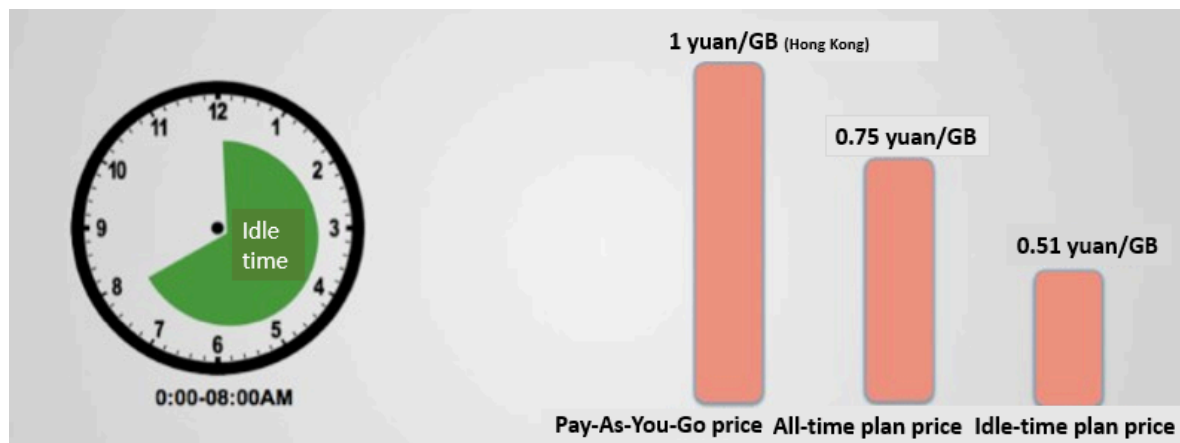 12
1
2
3
4
5
6
7
8
9
10
11
Idle
time
0:00-08:00AM
1 yuan/GB (Hong Kong)
0.75 yuan/GB
0.51 yuan/GB
Pay-As-You-Go price
All-time plan price
Idle-time plan price